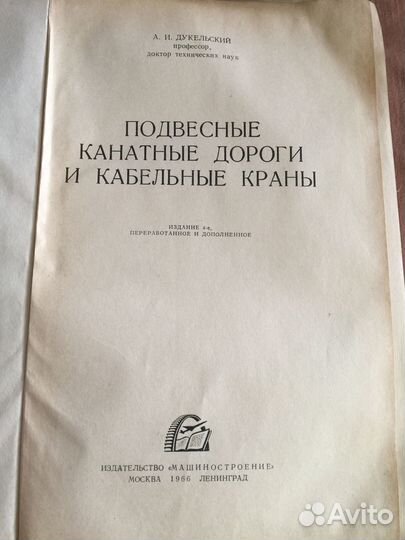 А. И. ДУКЕЛЬСКИЙ
профессор,
доктор технических наук
ПОДВЕСНЫЕ
КАНАТНЫЕ ДОРОГИ
И КАБЕЛЬНЫЕ КРАНЫ
ИЗДАНИЕ 4-е,
ПЕРЕРАБОТАННОЕ И ДОПОЛНЕННОЕ
ИЗДАТЕЛЬСТВО «МАШИНОСТРОЕНИЕ»
МОСКВА 1966 ЛЕНИНГРАД
Avito